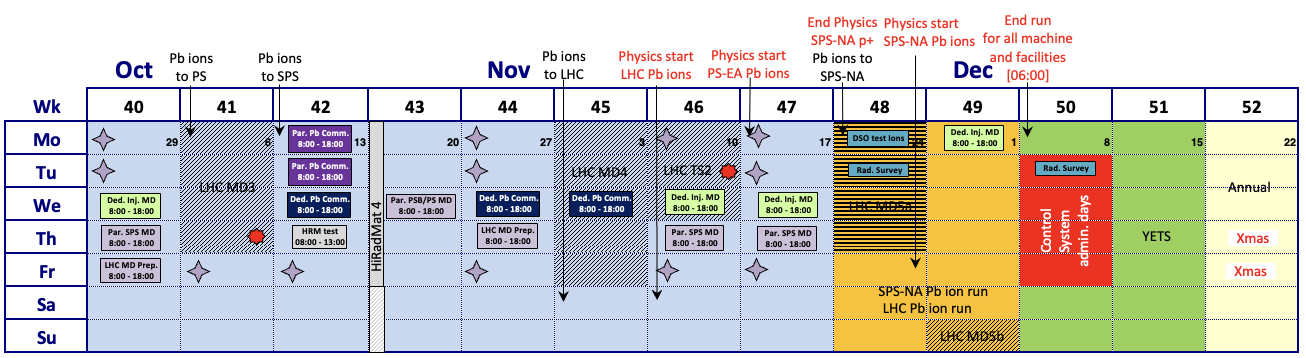 End Physics
SPS-NA p+
Physics start
SPS-NA Pb ions
End run
for all machine
and facilities
[06:00]
Pb ions
to PS
Pb ions
to SPS
Pb ions
to LHC
Physics start
LHC Pb ions
Physics start
PS-EA Pb ions
Pb ions to
SPS-NA
Oct Nov Dec
Wk 40 41 42 43 44 45 46 47 48 49 50 51 52
Mo 29 6 Par. Pb Comm. 13 20 27 3 10 17 DSO test Ions Ded. Inj. MD 1 8 15 22
8:00 - 18:00 8:00 - 18:00
Tu Par. Pb Comm. LHC MD4 LHC TS2 Rad. Survey Rad. Survey
8:00 - 18:00
LHC MD3 Annual
We Ded. Inj. MD Ded. Pb Comm. Par. PSB/PS MD Ded. Pb Comm. Ded. Pb Comm. Ded. Inj. MD Ded. Inj. MD LHC MD5a
8:00 - 18:00 8:00 - 18:00 8:00 - 18:00 8:00 - 18:00 8:00 - 18:00 8:00 - 18:00 8:00 - 18:00
Th Par. SPS MD HRM test LHC MD Prep. Par. SPS MD Par. SPS MD YETS Xmas
8:00 - 18:00 08:00 - 13:00 8:00 - 18:00 8:00 - 18:00 8:00 - 18:00
HiRadMat 4
Control
System
admin. days
Fr LHC MD Prep. Xmas
8:00 - 18:00
Sa SPS-NA Pb ion run
LHC Pb ion run
Su LHC MD5b